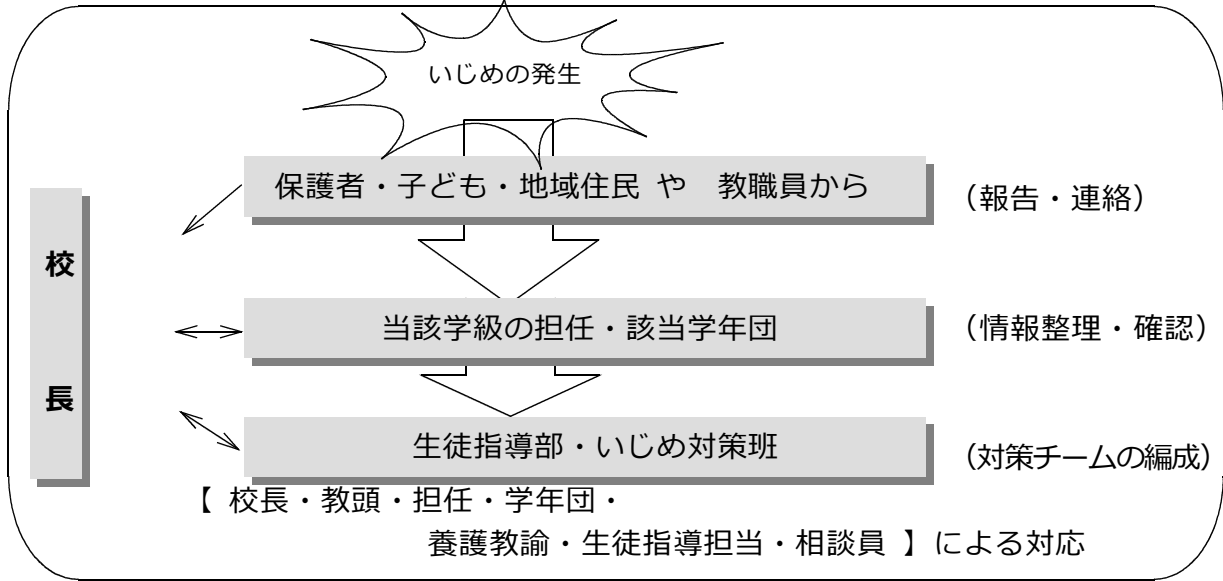 いじめの発生
保護者・子ども・地域住民 や　教職員から
（報告・連絡）
校
長
当該学級の担任・該当学年団
（情報整理・確認）
生徒指導部・いじめ対策班
（対策チームの編成）
【 校長・教頭・担任・学年団・
養護教諭・生徒指導担当・相談員 】による対応